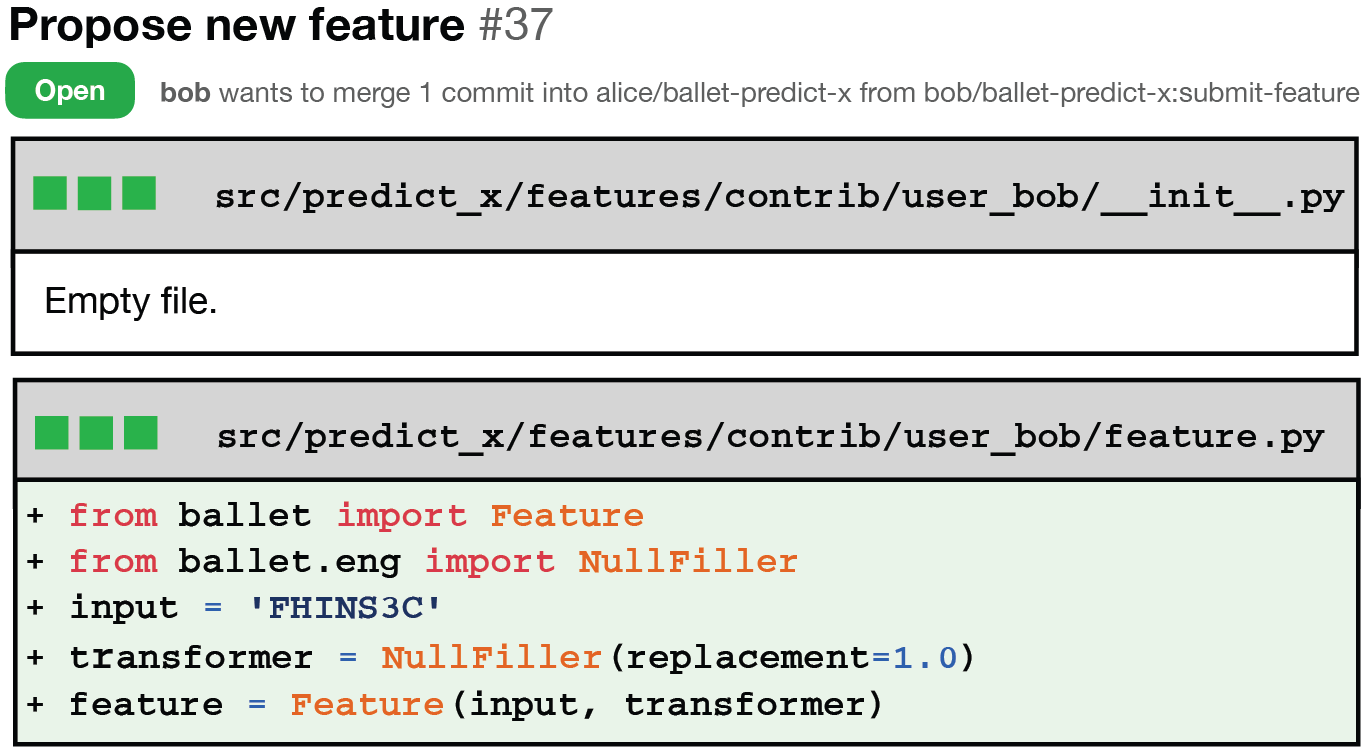 Propose new feature #37
Open bob wants to merge 1 commit into alice/ballet-predict-x from bob/ballet-predict-x:submit-feature
src/predict_x/features/contrib/user_bob/__init__.py
Empty file.
src/predict_x/features/contrib/user_bob/feature.py
+ from ballet import Feature
+ from ballet.eng import NullFiller
+ input = 'FHINS3C'
+ transformer = NullFiller(replacement=1.0)
+ feature = Feature(input, transformer)